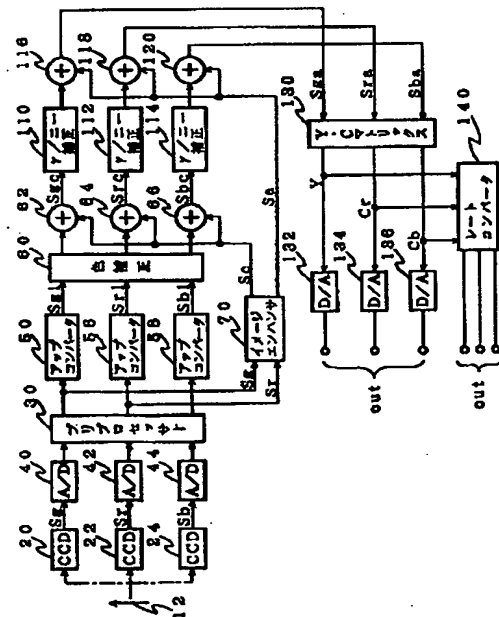 12
20
CCD
Sg
40
A/D
22
CCD
Sr
42
A/D
24
CCD
Sb
44
A/D
30
プリプロセッサ
50
アップ
コンバータ
アップ
コンバータ
58
アップ
コンバータ
Sg
Sr
70
イメージ
エンハンサ
Sc
Sa
Sg1
Sr1
Sb1
60
色補正
62
64
66
Sgc
Src
Sbc
110
γ/ニー
補正
112
γ/ニー
補正
114
γ/ニー
補正
116
118
120
Sga
Sra
Sba
130
Y・Cマトリックス
Y
Cr
Cb
132
D/A
134
D/A
136
D/A
out
140
レート
コンバータ
out